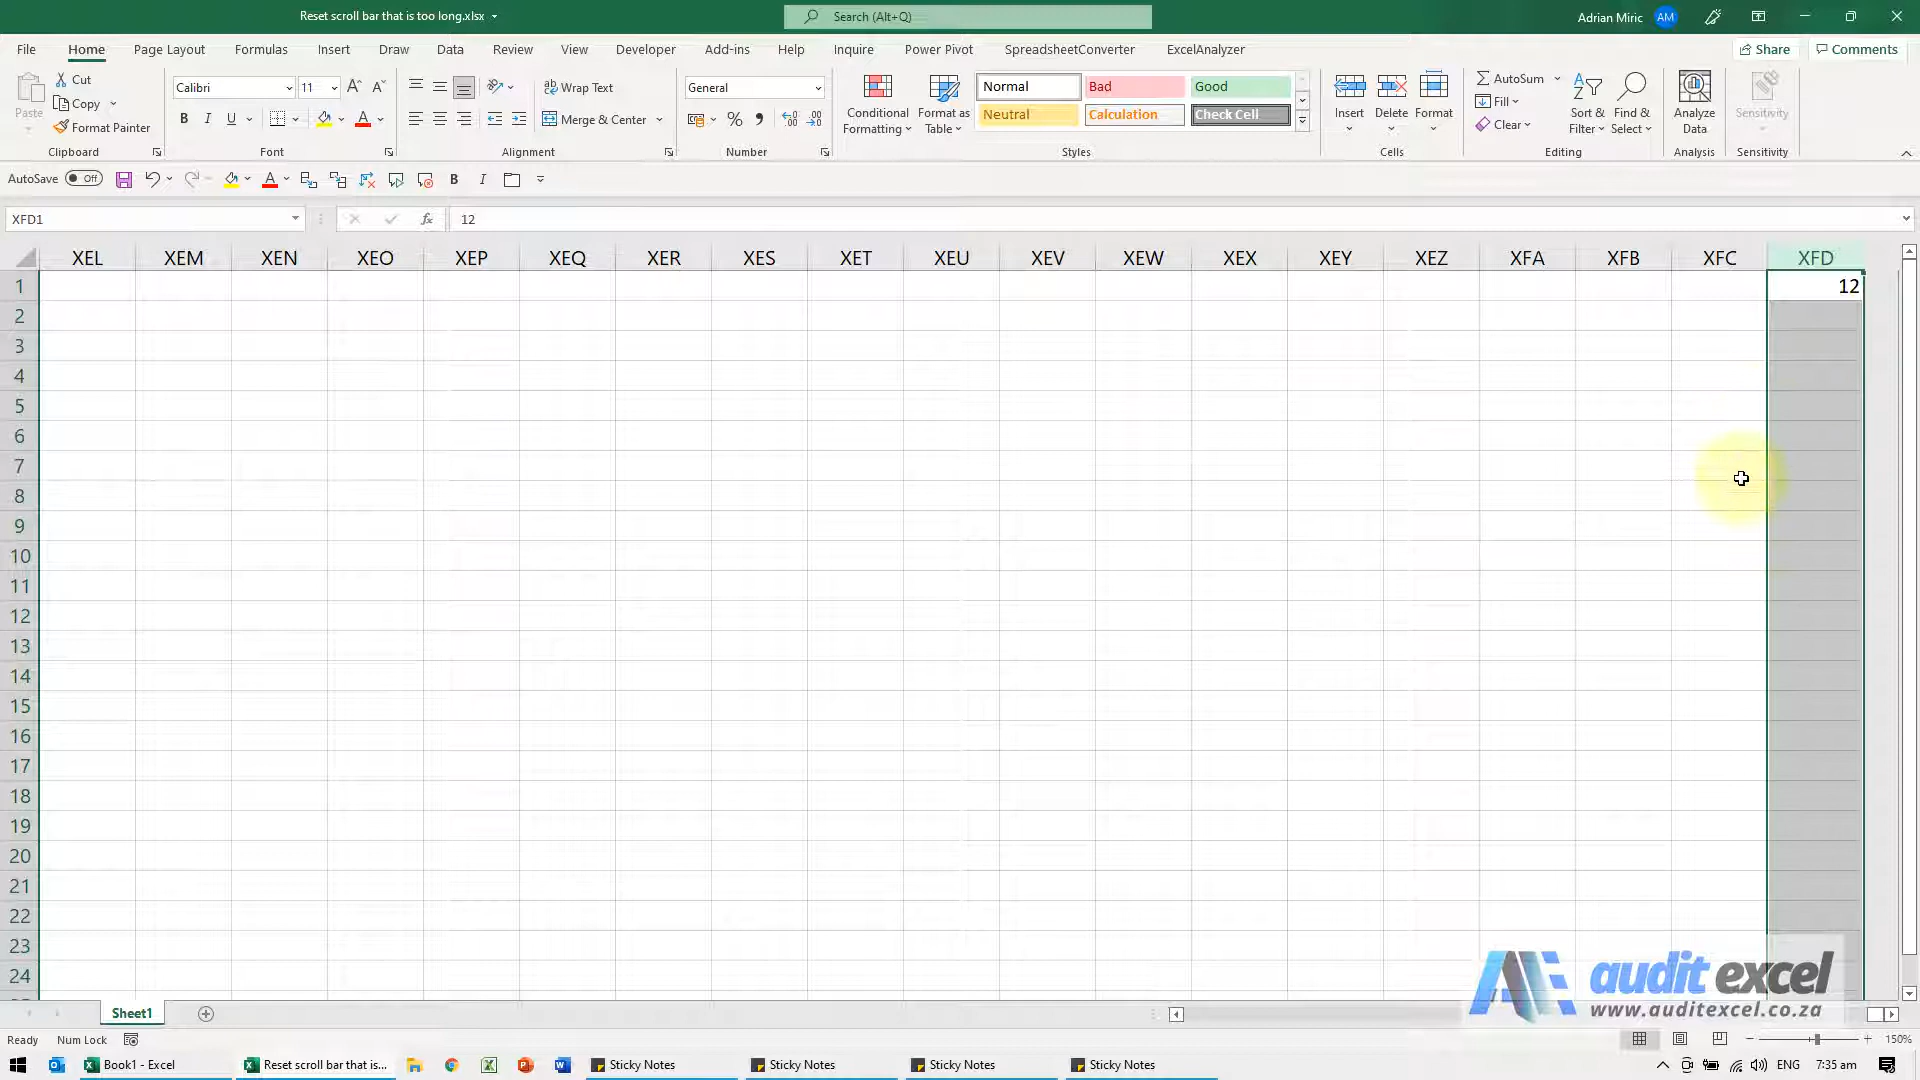 Reset scroll bar that is too long.xlsx
Search (Alt+Q)
Adrian Miric
AM
File Home Page Layout Formulas Insert Draw Data Review View Developer Add-ins Help Inquire Power Pivot SpreadsheetConverter ExcelAnalyzer
Share
Comments
Paste
Cut
Copy
Format Painter
Clipboard
Calibri
11
B I U
Font
Wrap Text
Merge & Center
Alignment
General
%
Number
Conditional
Formatting
Format as
Table
Normal Bad Good
Neutral Calculation Check Cell
Styles
Insert Delete Format
Cells
AutoSum
Fill
Clear
Sort &
Filter
Find &
Select
Editing
Analyze
Data
Analysis
Sensitivity
Sensitivity
AutoSave Off
B I
XFD1
fx
12
XEL XEM XEN XEO XEP XEQ XER XES XET XEU XEV XEW XEX XEY XEZ XFA XFB XFC XFD
1 12
2
3
4
5
6
7
8
9
10
11
12
13
14
15
16
17
18
19
20
21
22
23
24
audit excel
www.auditexcel.co.za
Sheet1
Ready Num Lock
150%
Book1 - Excel
Reset scroll bar that is...
Sticky Notes
Sticky Notes
Sticky Notes
Sticky Notes
ENG
7:35 am